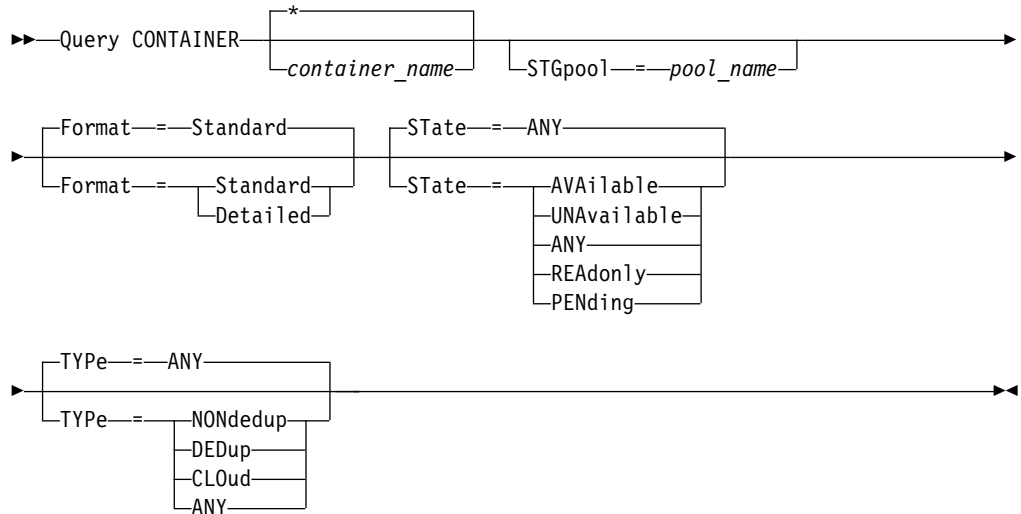 *
Query CONTAINER
container_name
STGpool = pool_name
Format = Standard
STate = ANY
Format = Standard
Detailed
STate = AVAilable
UNAvailable
ANY
REAdonly
PENding
TYPe = ANY
TYPe = NONdedup
DEDup
CLOud
ANY